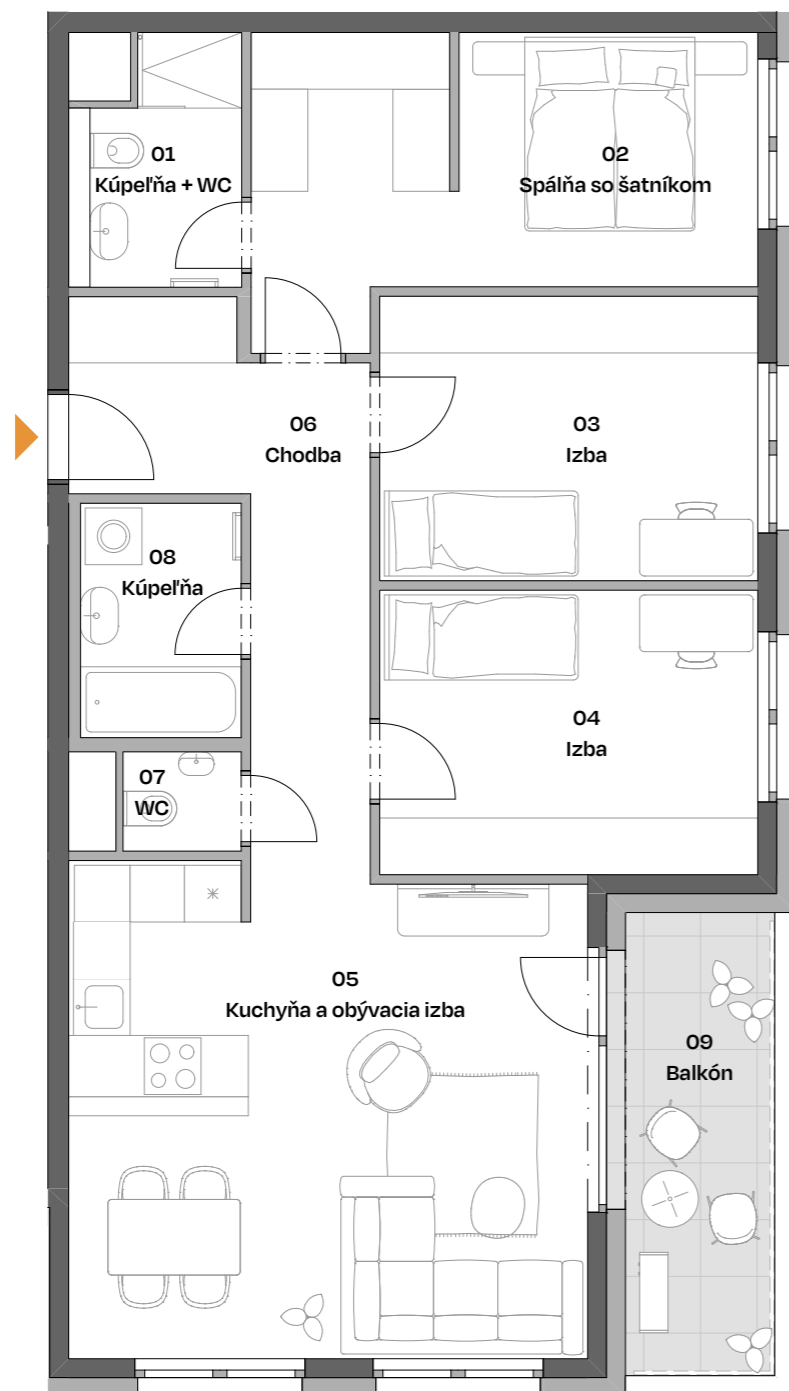 01
Kúpeľňa + WC
02
Spálňa so šatníkom
03
Izba
06
Chodba
08
Kúpeľňa
04
Izba
07
WC
05
Kuchyňa a obývacia izba
09
Balkón